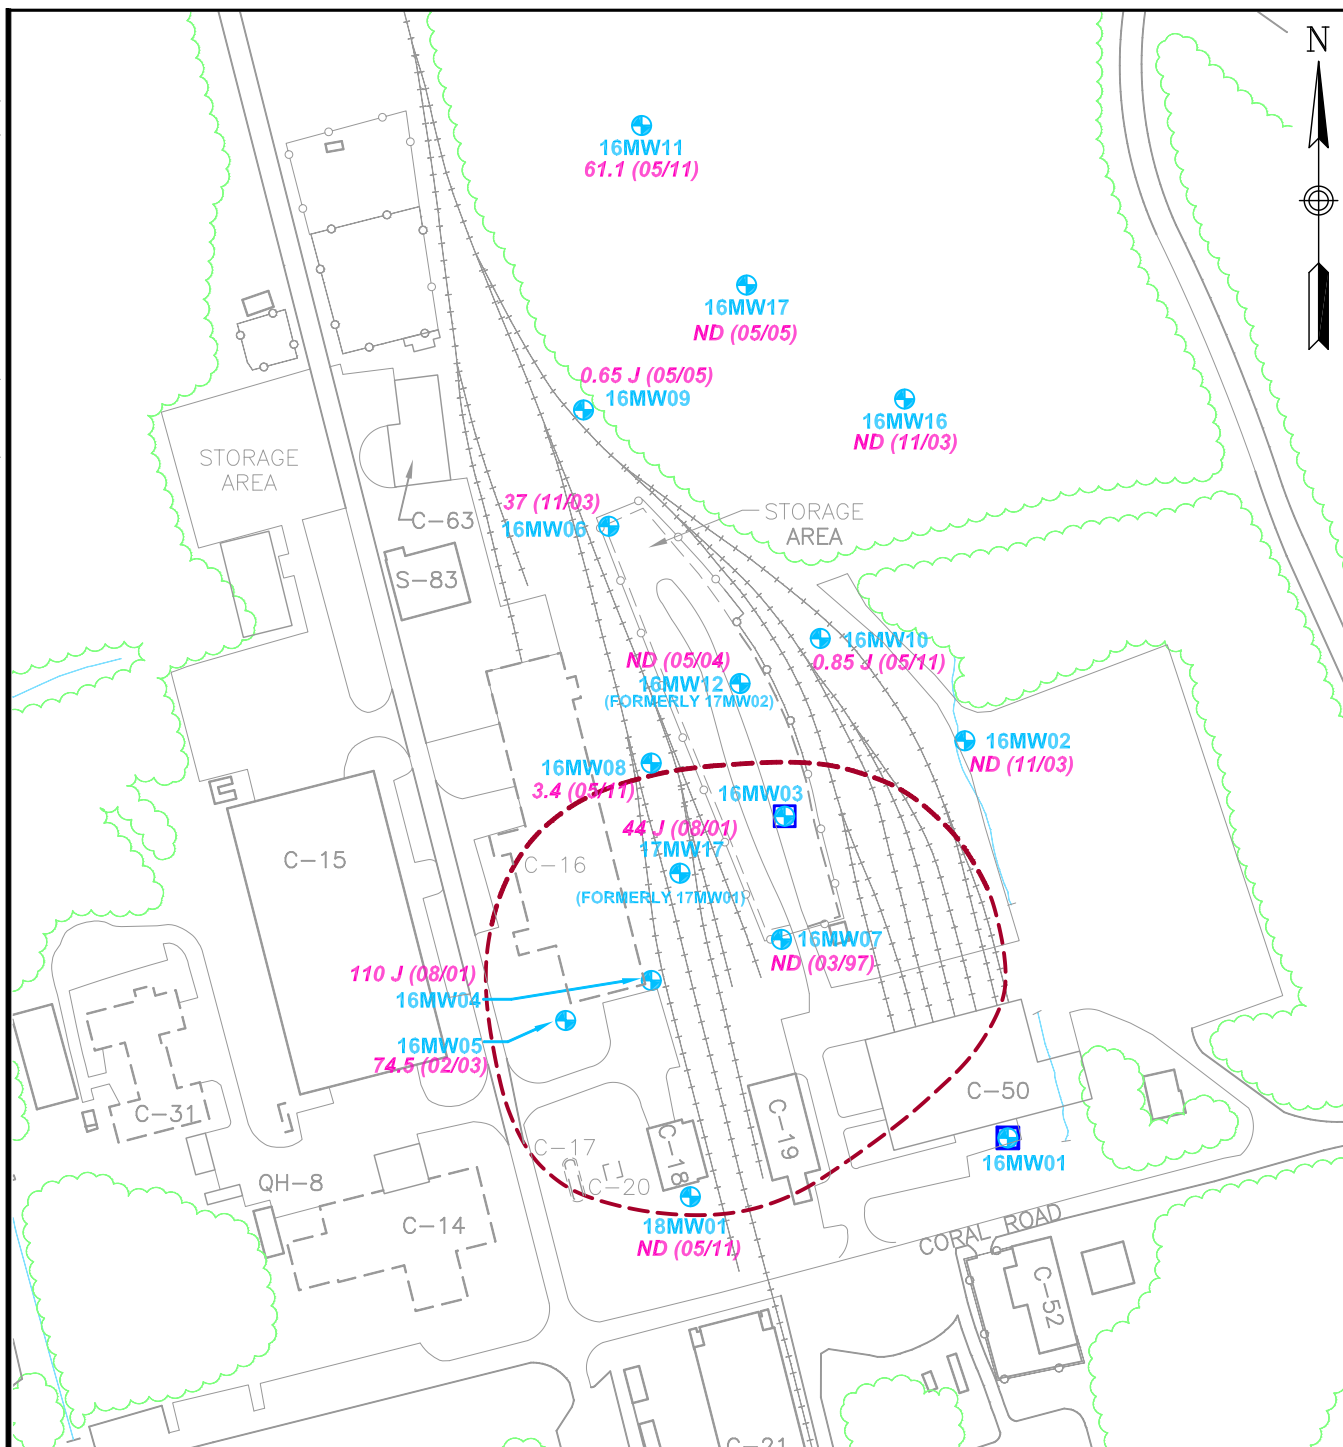 N
16MW11
61.1 (05/11)
16MW17
ND (05/05)
0.65 J (05/05)
16MW09
16MW16
ND (11/03)
STORAGE
AREA
37 (11/03)
16MW06
C-63
STORAGE
AREA
S-83
16MW10
0.85 J (05/11)
ND (05/04)
16MW12
(FORMERLY 17MW02)
16MW02
ND (11/03)
16MW08
3.4 (05/11)
16MW03
44 J (08/01)
17MW17
(FORMERLY 17MW01)
C-15
C-16
16MW07
ND (03/97)
110 J (08/01)
16MW04
16MW05
74.5 (02/03)
C-31
C-50
C-17
C-18
C-19
C-20
16MW01
QH-8
C-14
18MW01
ND (05/11)
CORAL ROAD
C-52
C-21